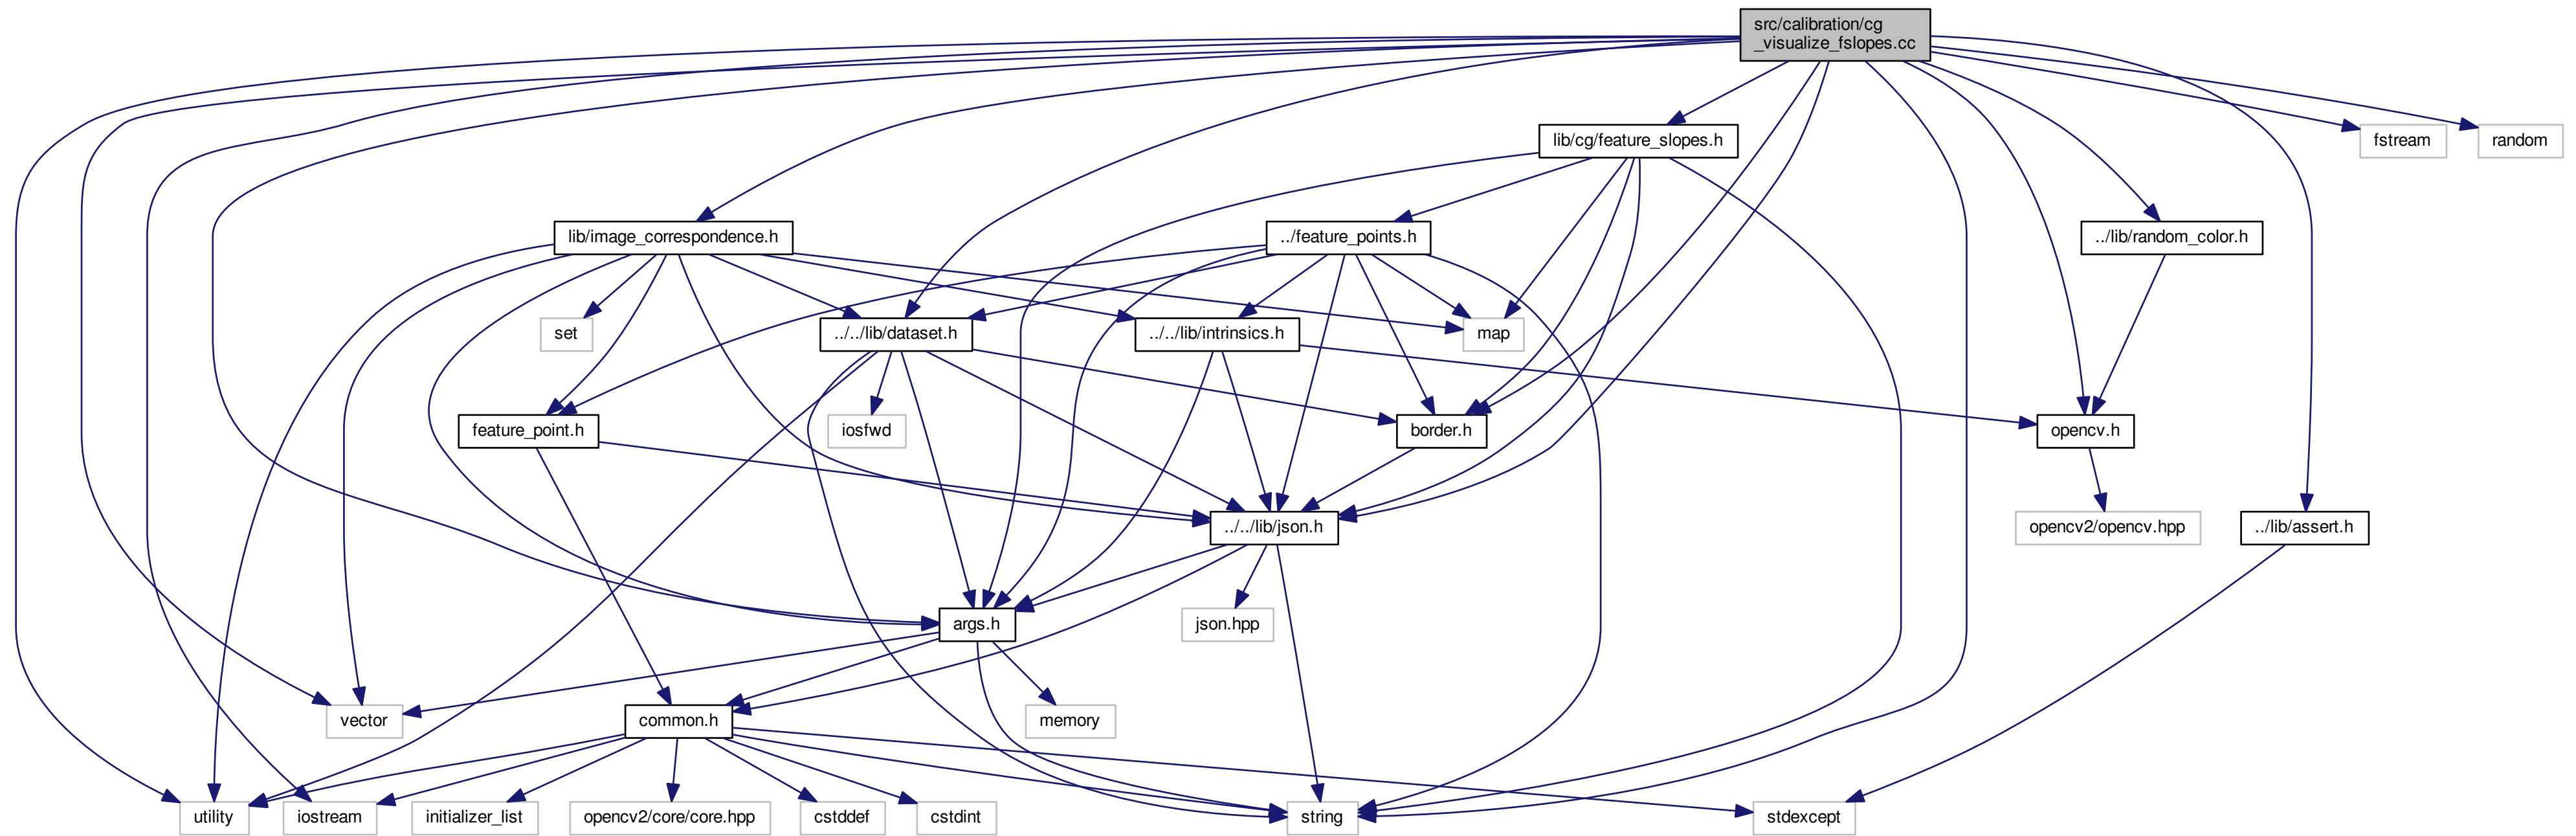 src/calibration/cg
_visualize_fslopes.cc
lib/cg/feature_slopes.h
fstream
random
lib/image_correspondence.h
../feature_points.h
../lib/random_color.h
set
../../lib/dataset.h
../../lib/intrinsics.h
map
feature_point.h
iosfwd
border.h
opencv.h
../../lib/json.h
opencv2/opencv.hpp
../lib/assert.h
args.h
json.hpp
vector
common.h
memory
utility
iostream
initializer_list
opencv2/core/core.hpp
cstddef
cstdint
string
stdexcept